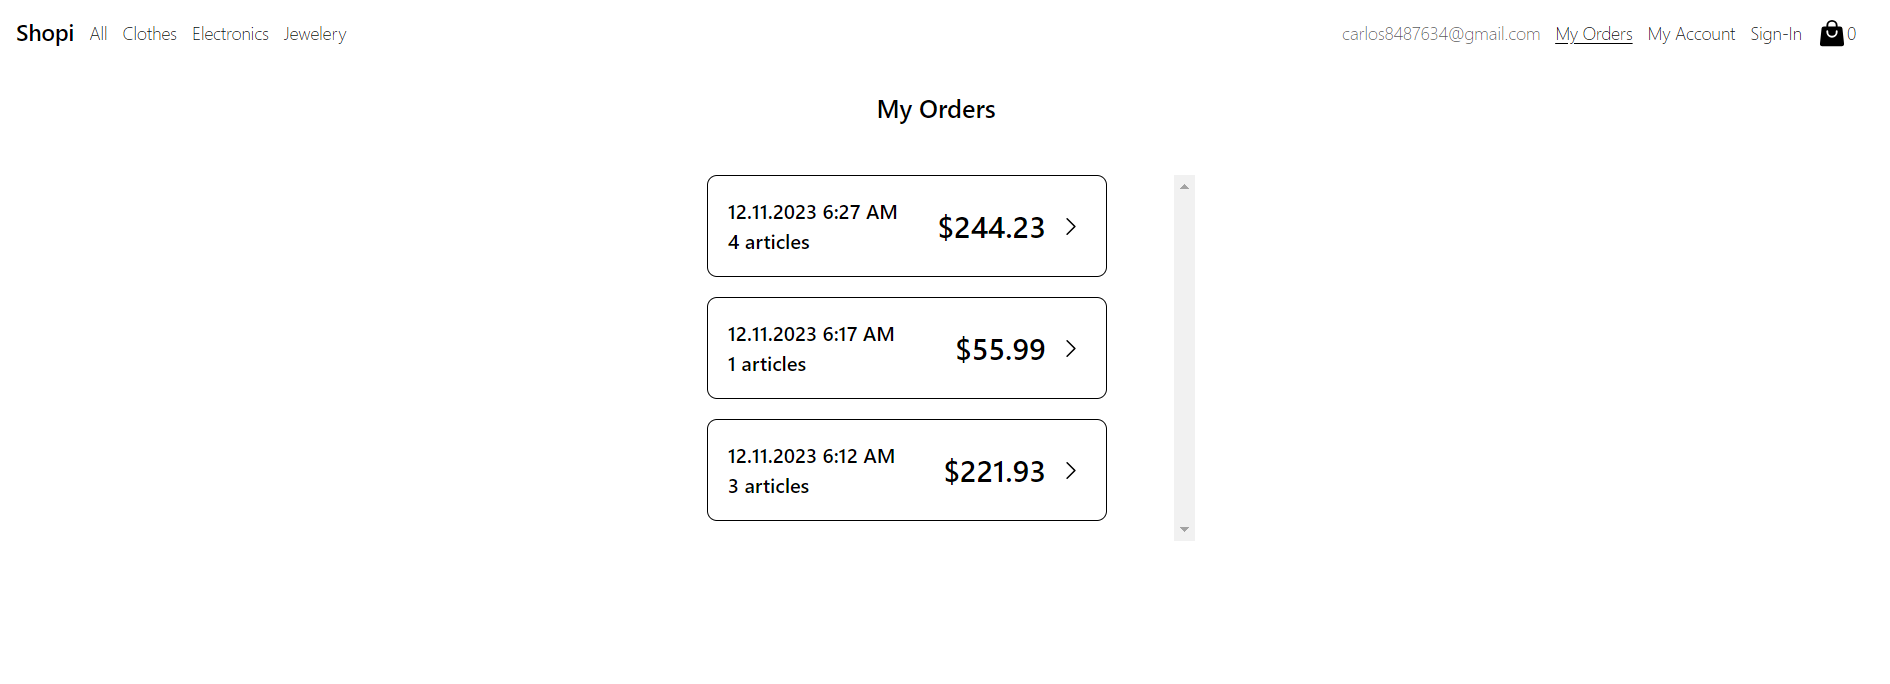 Shopi All Clothes Electronics Jewelery carlos8487634@gmail.com My Orders My Account Sign-In 0
My Orders
12.11.2023 6:27 AM
4 articles
$244.23
12.11.2023 6:17 AM
1 articles
$55.99
12.11.2023 6:12 AM
3 articles
$221.93